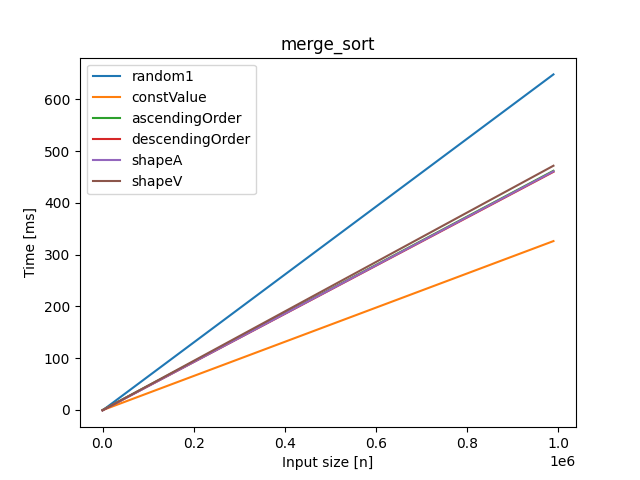 merge_sort
random1
constValue
ascendingOrder
descendingOrder
shapeA
shapeV
Time [ms]
600
500
400
300
200
100
0
0.0 0.2 0.4 0.6 0.8 1.0
1e6
Input size [n]